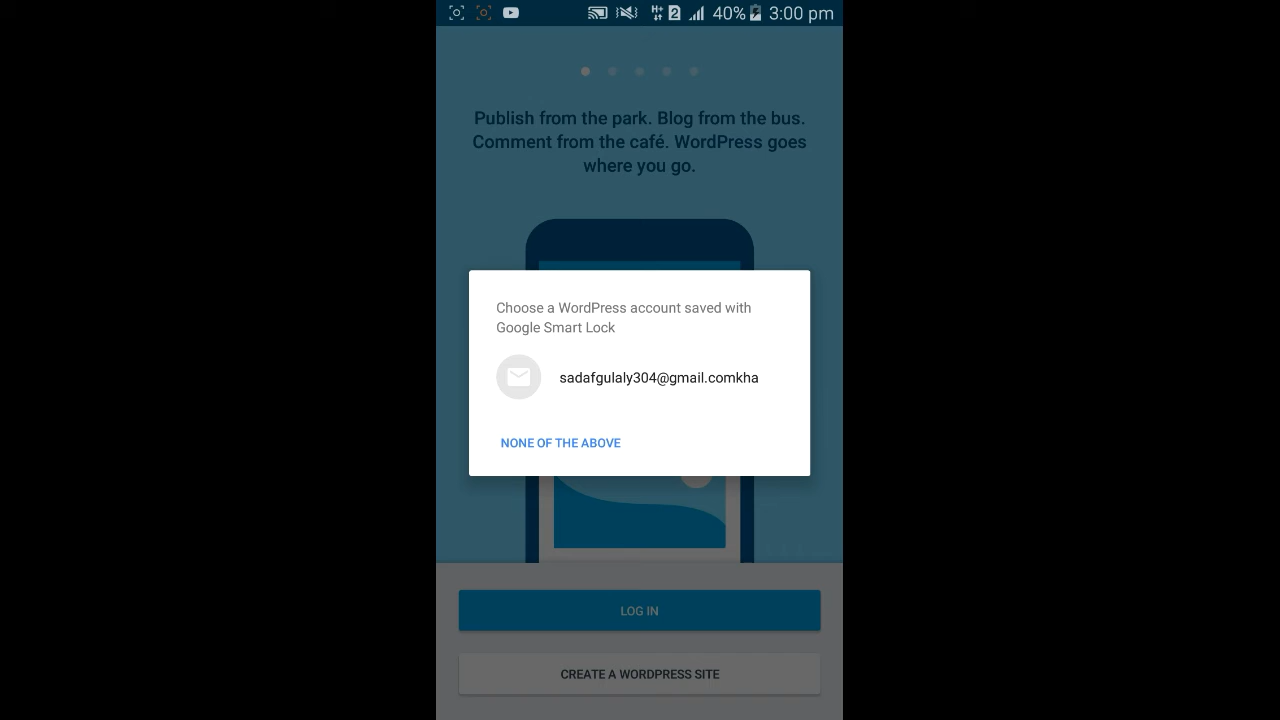 40% 3:00 pm
Publish from the park. Blog from the bus.
Comment from the café. WordPress goes
where you go.
Choose a WordPress account saved with
Google Smart Lock
sadafgulaly304@gmail.comkha
NONE OF THE ABOVE
LOG IN
CREATE A WORDPRESS SITE